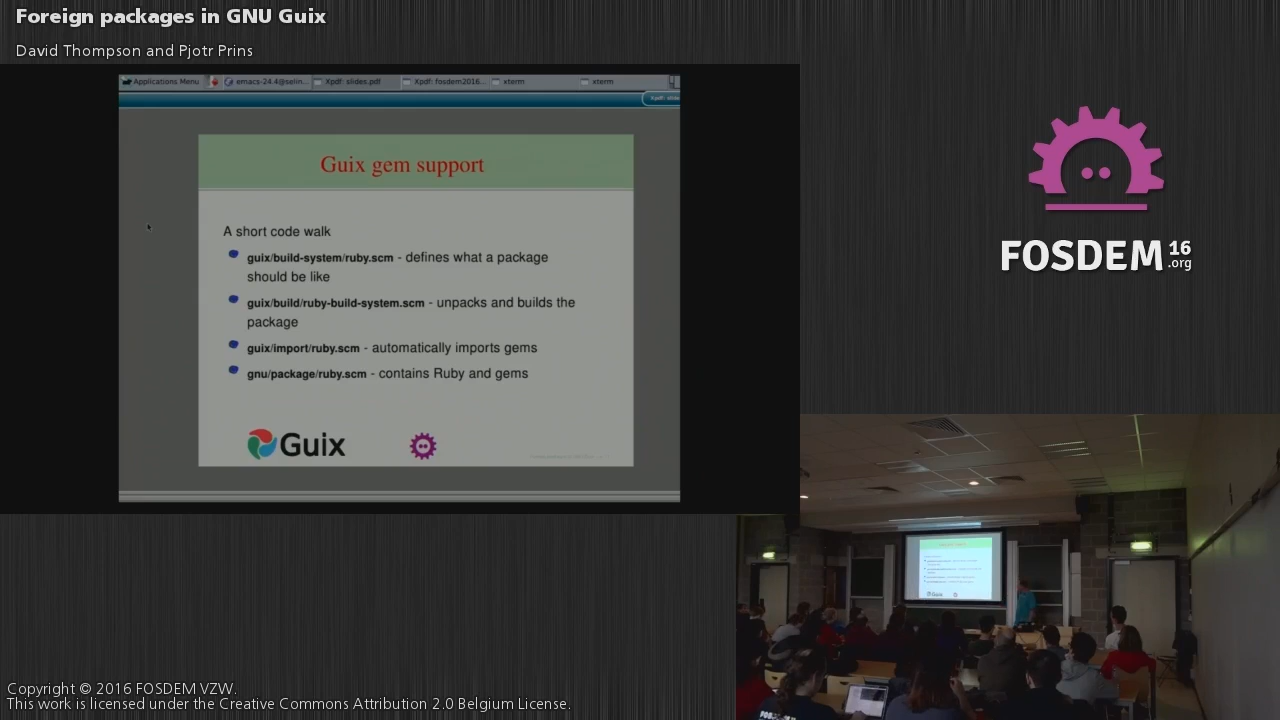 Foreign packages in GNU Guix
David Thompson and Pjotr Prins
Applications Menu
emacs-24.4@selin...
Xpdf: slides.pdf
Xpdf: fosdem2016...
xterm
xterm
Guix gem support
A short code walk
guix/build-system/ruby.scm - defines what a package
should be like
guix/build/ruby-build-system.scm - unpacks and builds the
package
guix/import/ruby.scm - automatically imports gems
gnu/package/ruby.scm - contains Ruby and gems
Guix
FOSDEM 16
.org
Guix
Copyright © 2016 FOSDEM VZW.
This work is licensed under the Creative Commons Attribution 2.0 Belgium License.